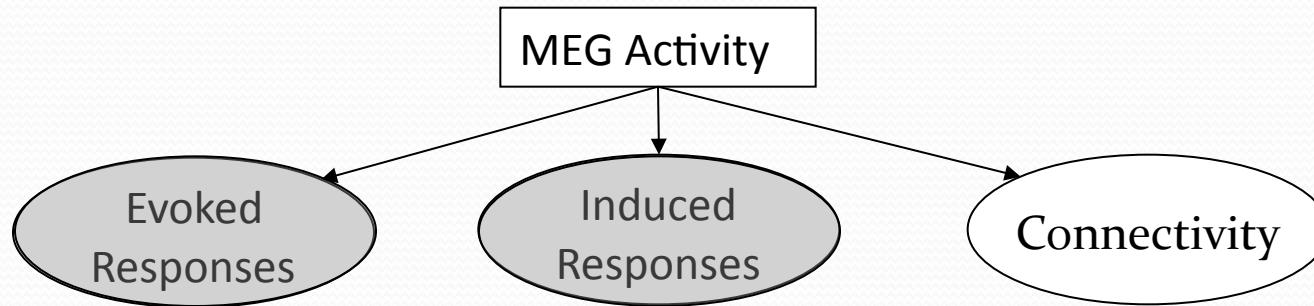 MEG Activity
Evoked
Responses
Induced
Responses
Connectivity